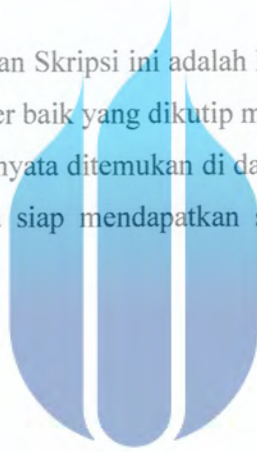 an Skripsi ini adalah
er baik yang dikutip m
nyata ditemukan di da
siap mendapatkan s